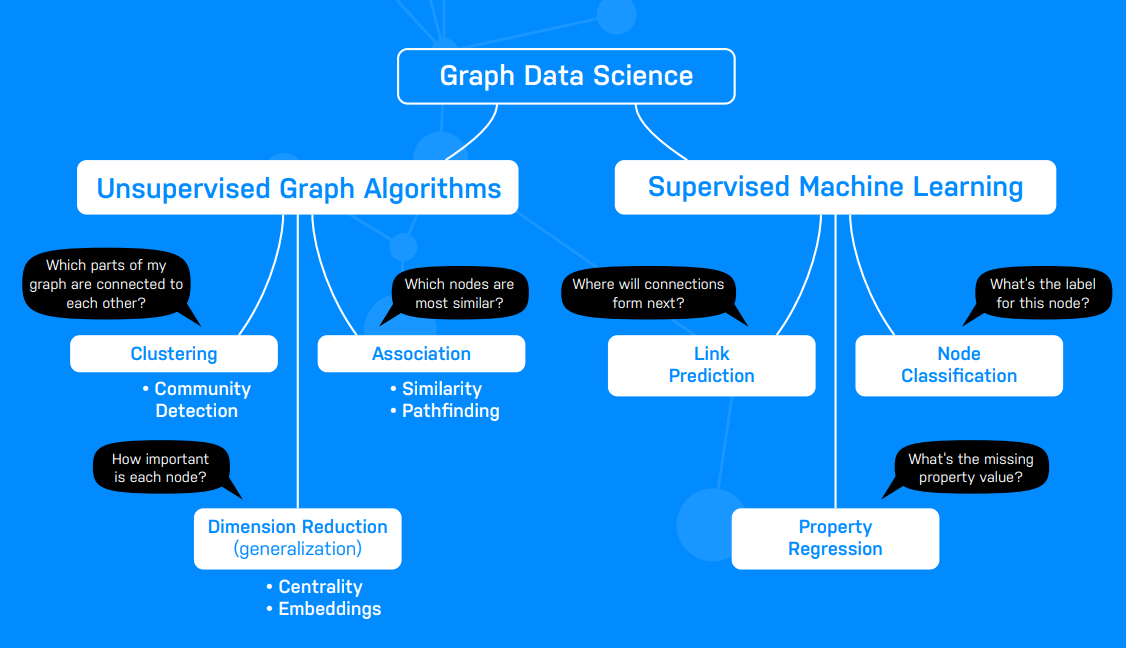 Graph Data Science
Unsupervised Graph Algorithms
Which parts of my
graph are connected to
each other?
Clustering
• Community
Detection
Which nodes are
most similar?
Association
• Similarity
• Pathfinding
How important
is each node?
Dimension Reduction
(generalization)
• Centrality
• Embeddings
Supervised Machine Learning
Where will connections
form next?
Link
Prediction
What's the label
for this node?
Node
Classification
What's the missing
property value?
Property
Regression